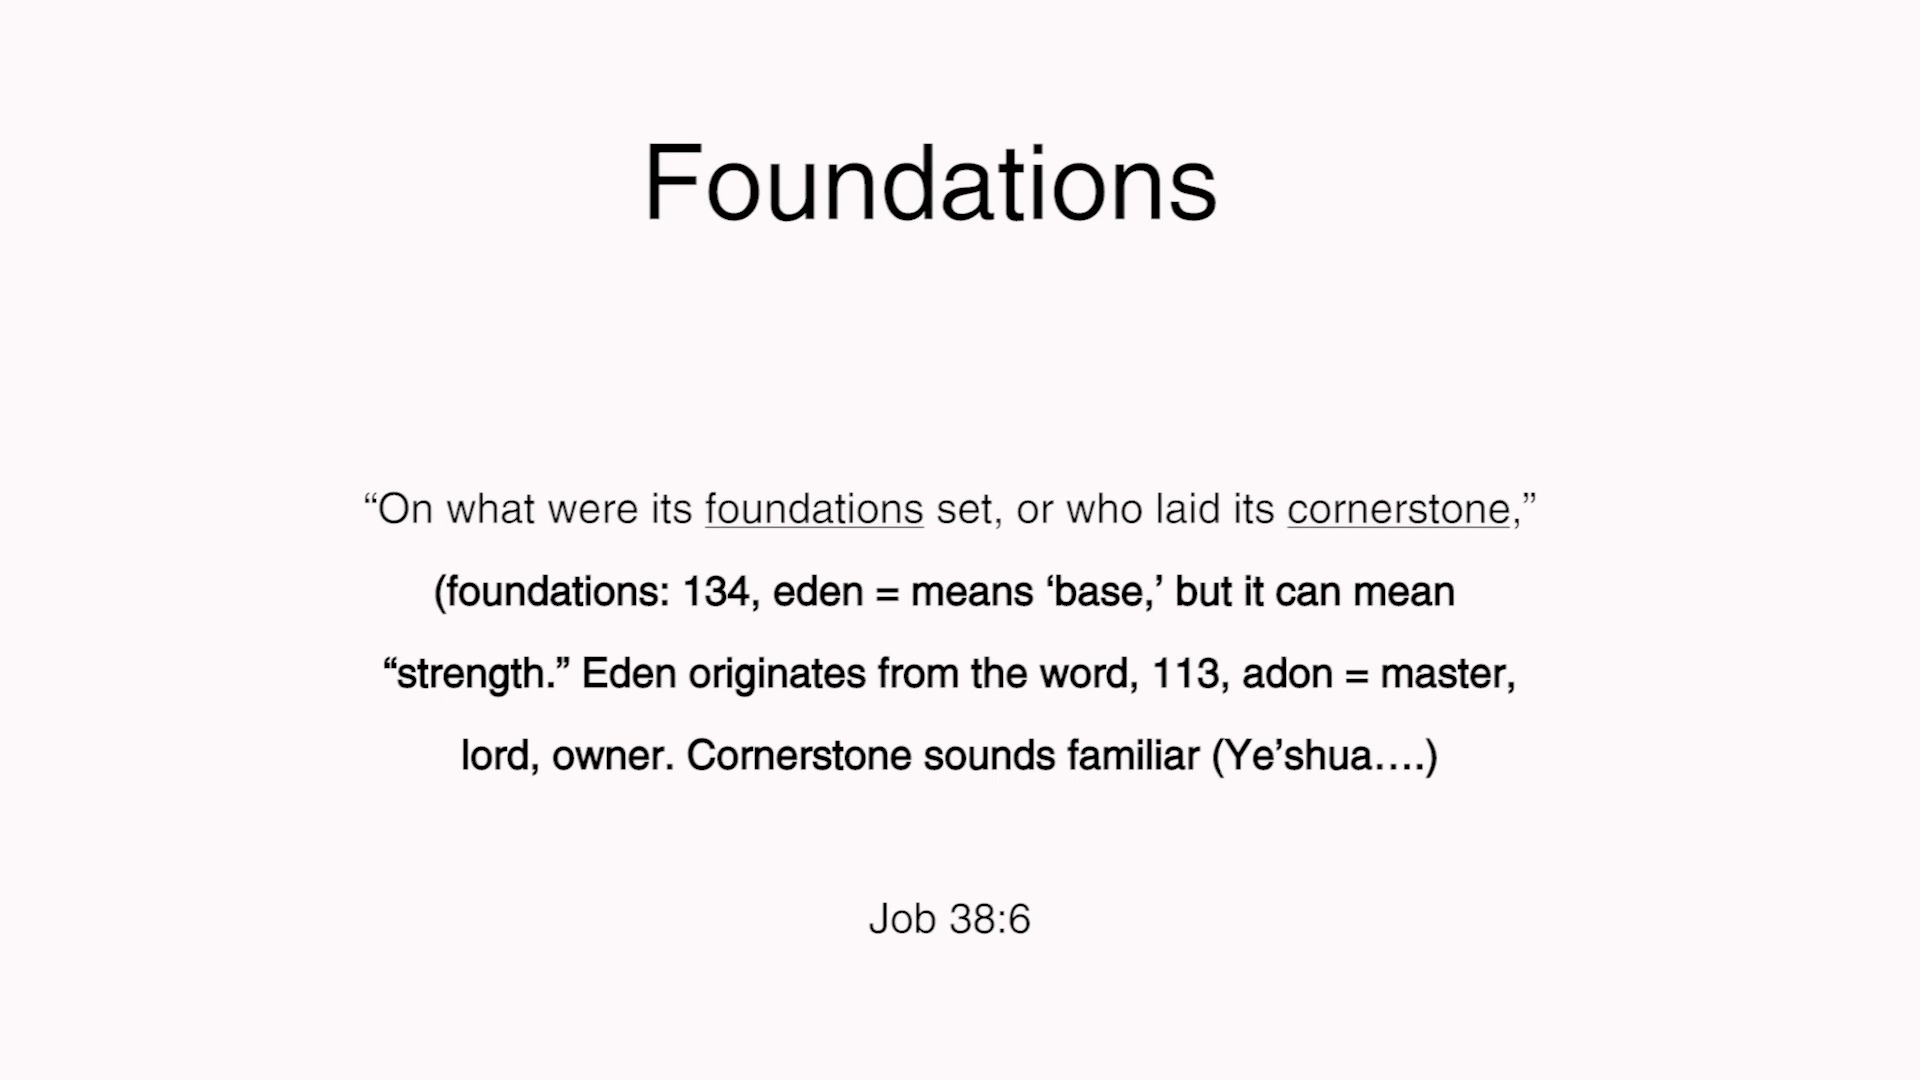 Foundations
“On what were its foundations set, or who laid its cornerstone,”
(foundations: 134, eden = means ‘base,’ but it can mean
“strength.” Eden originates from the word, 113, adon = master,
lord, owner. Cornerstone sounds familiar (Ye’shua….)
Job 38:6